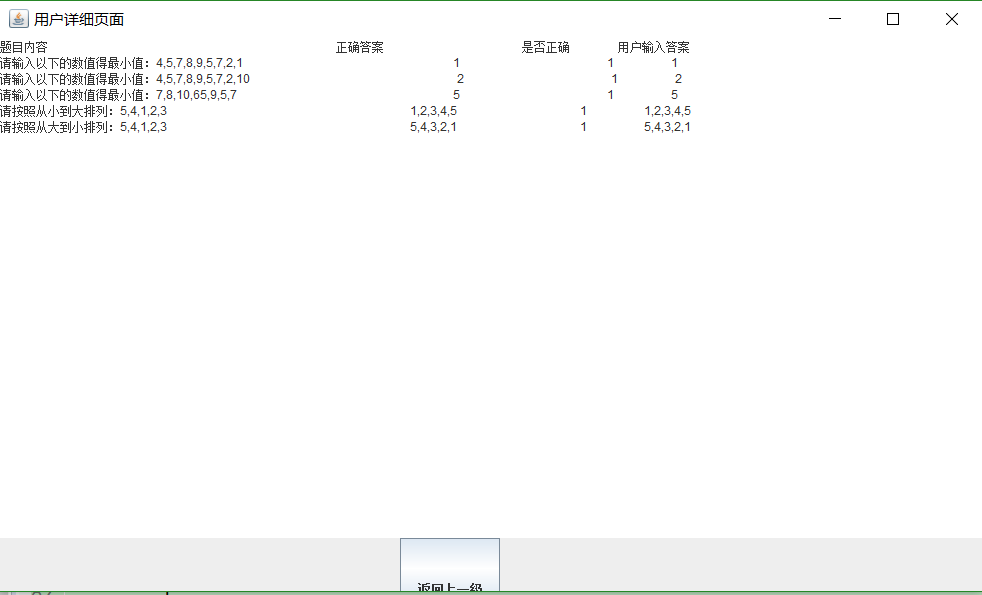 用户详细页面
题目内容 正确答案 是否正确 用户输入答案
请输入以下的数值得最小值：4,5,7,8,9,5,7,2,1 1 1 1
请输入以下的数值得最小值：4,5,7,8,9,5,7,2,10 2 1 2
请输入以下的数值得最小值：7,8,10,65,9,5,7 5 1 5
请按照从小到大排列：5,4,1,2,3 1,2,3,4,5 1 1,2,3,4,5
请按照从大到小排列：5,4,1,2,3 5,4,3,2,1 1 5,4,3,2,1
返回上一级